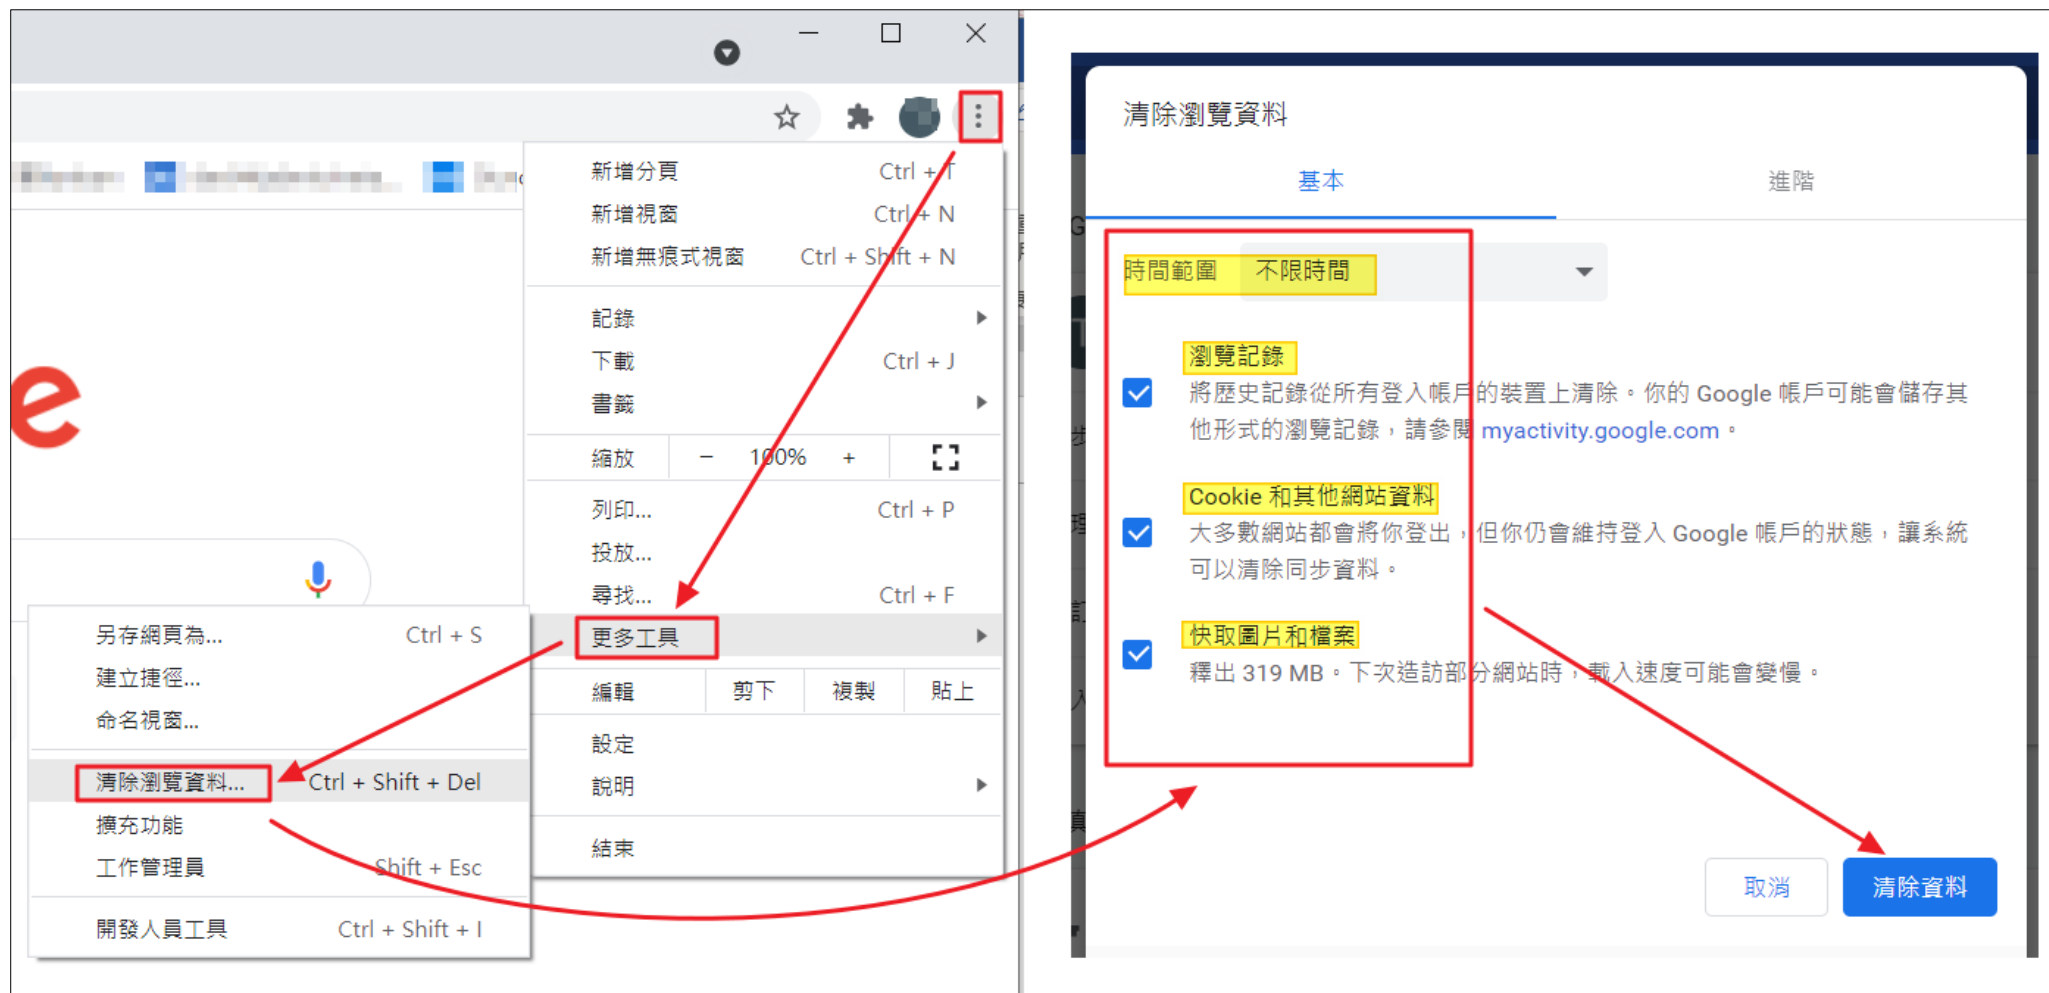 新增分頁 Ctrl + T
新增視窗 Ctrl + N
新增無痕式視窗 Ctrl + Shift + N
記錄
下載 Ctrl + J
書籤
縮放 − 100% +
列印... Ctrl + P
投放...
尋找... Ctrl + F
更多工具
編輯 剪下 複製 貼上
設定
說明
結束
另存網頁為... Ctrl + S
建立捷徑...
命名視窗...
清除瀏覽資料... Ctrl + Shift + Del
擴充功能
工作管理員 Shift + Esc
開發人員工具 Ctrl + Shift + I
清除瀏覽資料
基本 進階
時間範圍 不限時間
瀏覽記錄
將歷史記錄從所有登入帳戶的裝置上清除。你的 Google 帳戶可能會儲存其
他形式的瀏覽記錄，請參閱 myactivity.google.com。
Cookie 和其他網站資料
大多數網站都會將你登出，但你仍會維持登入 Google 帳戶的狀態，讓系統
可以清除同步資料。
快取圖片和檔案
釋出 319 MB。下次造訪部分網站時，載入速度可能會變慢。
取消 清除資料